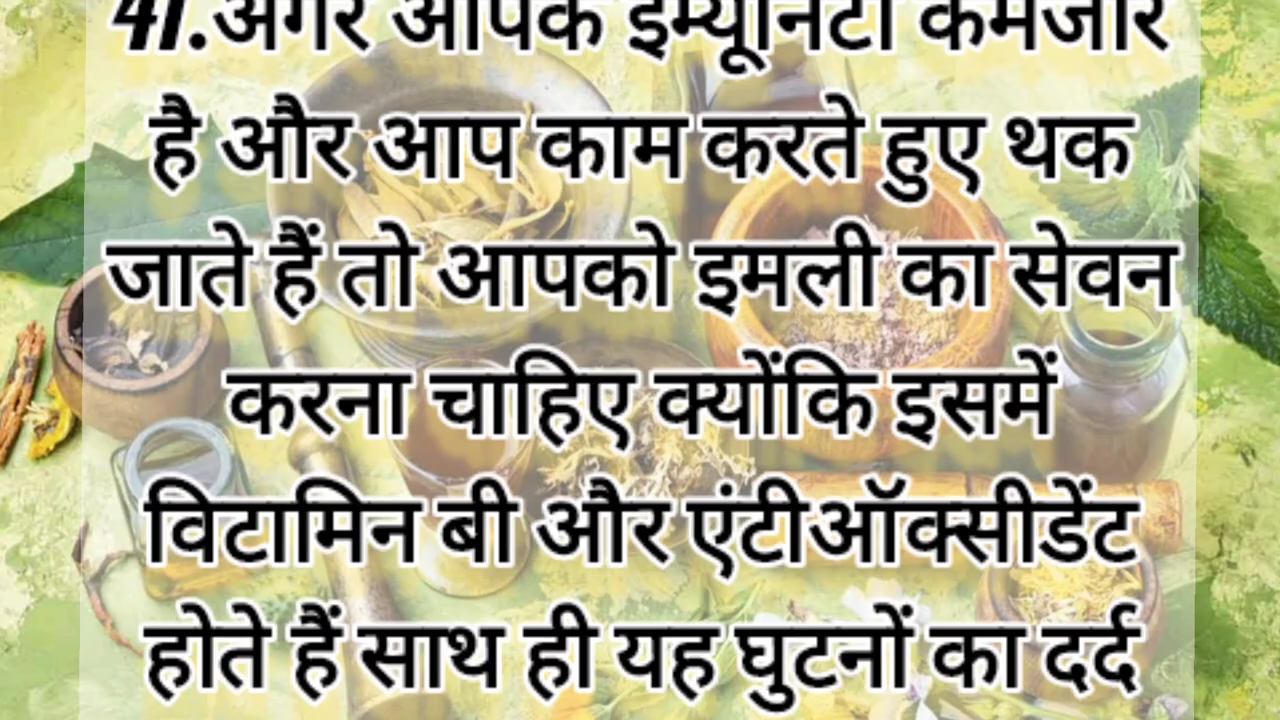 41.अगर आपके इम्यूनिटी कमजोर
है और आप काम करते हुए थक
जाते हैं तो आपको इमली का सेवन
करना चाहिए क्योंकि इसमें
विटामिन बी और एंटीऑक्सीडेंट
होते हैं साथ ही यह घुटनों का दर्द